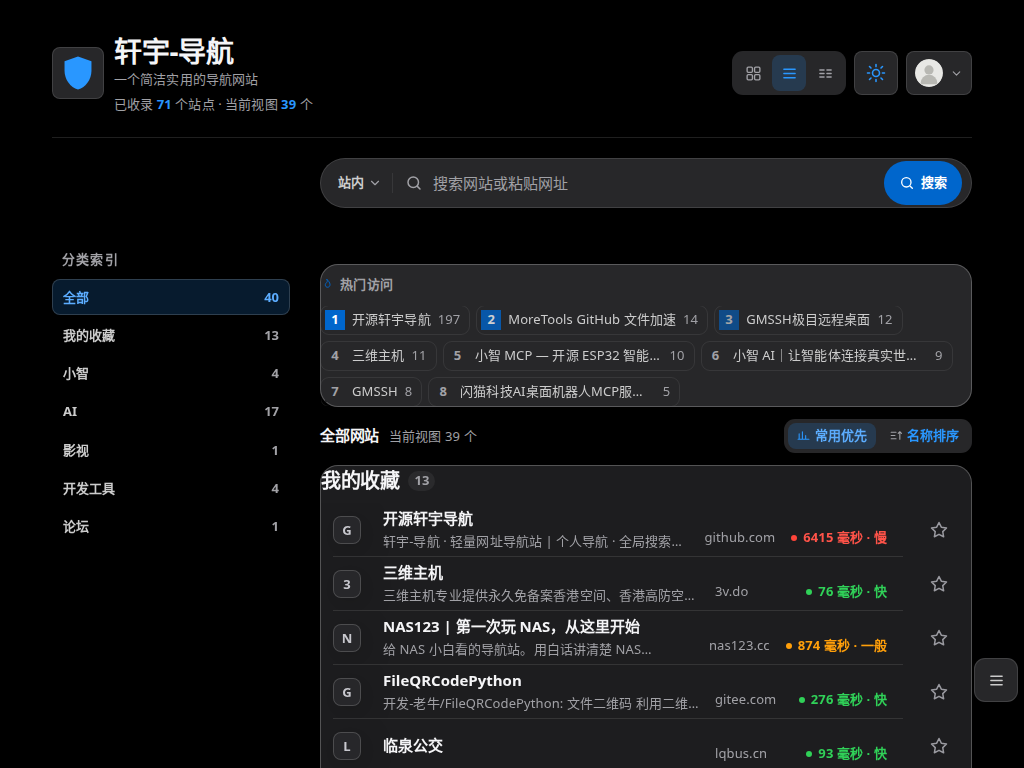 轩宇-导航
一个简洁实用的导航网站
已收录 71 个站点 · 当前视图 39 个
站内
搜索网站或粘贴网址
搜索
分类索引
全部 40
我的收藏 13
小智 4
AI 17
影视 1
开发工具 4
论坛 1
热门访问
1 开源轩宇导航 197
2 MoreTools GitHub 文件加速 14
3 GMSSH极目远程桌面 12
4 三维主机 11
5 小智 MCP — 开源 ESP32 智能... 10
6 小智 AI｜让智能体连接真实世... 9
7 GMSSH 8
8 闪猫科技AI桌面机器人MCP服... 5
全部网站 当前视图 39 个
常用优先
名称排序
我的收藏 13
G
开源轩宇导航
轩宇-导航 · 轻量网址导航站 | 个人导航 · 全局搜索...
github.com
6415 毫秒 · 慢
3
三维主机
三维主机专业提供永久免备案香港空间、香港高防空...
3v.do
76 毫秒 · 快
N
NAS123 | 第一次玩 NAS，从这里开始
给 NAS 小白看的导航站。用白话讲清楚 NAS...
nas123.cc
874 毫秒 · 一般
G
FileQRCodePython
开发-老牛/FileQRCodePython: 文件二维码 利用二维...
gitee.com
276 毫秒 · 快
L
临泉公交
lqbus.cn
93 毫秒 · 快